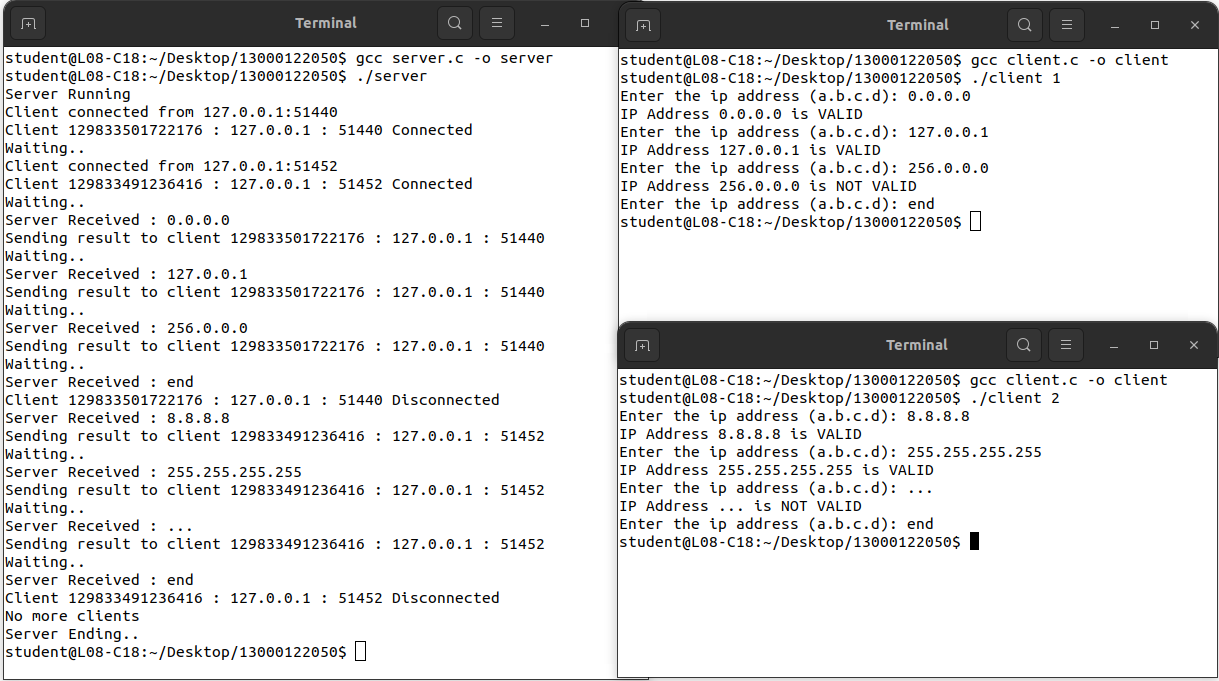 Terminal
student@L08-C18:~/Desktop/13000122050$ gcc server.c -o server
student@L08-C18:~/Desktop/13000122050$ ./server
Server Running
Client connected from 127.0.0.1:51440
Client 129833501722176 : 127.0.0.1 : 51440 Connected
Waiting..
Client connected from 127.0.0.1:51452
Client 129833491236416 : 127.0.0.1 : 51452 Connected
Waiting..
Server Received : 0.0.0.0
Sending result to client 129833501722176 : 127.0.0.1 : 51440
Waiting..
Server Received : 127.0.0.1
Sending result to client 129833501722176 : 127.0.0.1 : 51440
Waiting..
Server Received : 256.0.0.0
Sending result to client 129833501722176 : 127.0.0.1 : 51440
Waiting..
Server Received : end
Client 129833501722176 : 127.0.0.1 : 51440 Disconnected
Server Received : 8.8.8.8
Sending result to client 129833491236416 : 127.0.0.1 : 51452
Waiting..
Server Received : 255.255.255.255
Sending result to client 129833491236416 : 127.0.0.1 : 51452
Waiting..
Server Received : ...
Sending result to client 129833491236416 : 127.0.0.1 : 51452
Waiting..
Server Received : end
Client 129833491236416 : 127.0.0.1 : 51452 Disconnected
No more clients
Server Ending..
student@L08-C18:~/Desktop/13000122050$
Terminal
student@L08-C18:~/Desktop/13000122050$ gcc client.c -o client
student@L08-C18:~/Desktop/13000122050$ ./client 1
Enter the ip address (a.b.c.d): 0.0.0.0
IP Address 0.0.0.0 is VALID
Enter the ip address (a.b.c.d): 127.0.0.1
IP Address 127.0.0.1 is VALID
Enter the ip address (a.b.c.d): 256.0.0.0
IP Address 256.0.0.0 is NOT VALID
Enter the ip address (a.b.c.d): end
student@L08-C18:~/Desktop/13000122050$
Terminal
student@L08-C18:~/Desktop/13000122050$ gcc client.c -o client
student@L08-C18:~/Desktop/13000122050$ ./client 2
Enter the ip address (a.b.c.d): 8.8.8.8
IP Address 8.8.8.8 is VALID
Enter the ip address (a.b.c.d): 255.255.255.255
IP Address 255.255.255.255 is VALID
Enter the ip address (a.b.c.d): ...
IP Address ... is NOT VALID
Enter the ip address (a.b.c.d): end
student@L08-C18:~/Desktop/13000122050$